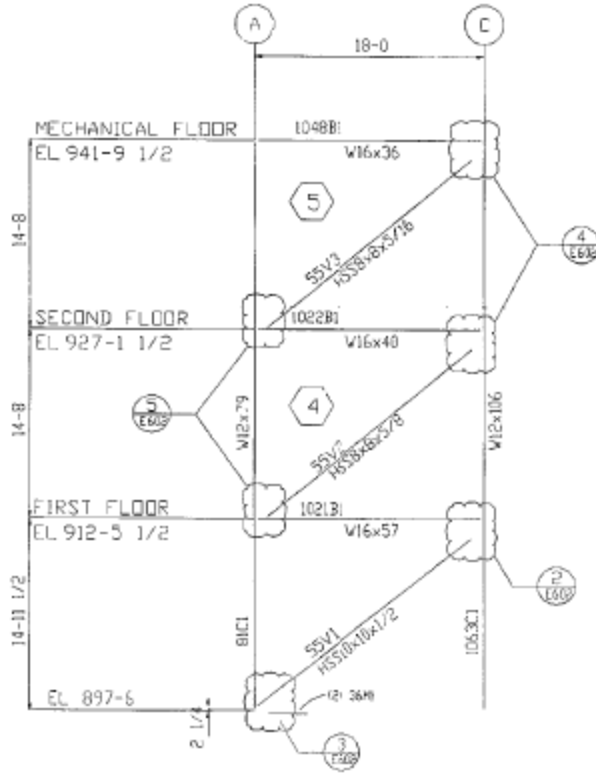 A
C
18-0
MECHANICAL FLOOR
1048B1
EL 941-9 1/2
W16x36
5
14-8
55V3
HSS8x8x5/16
4
E602
SECOND FLOOR
1022B1
EL 927-1 1/2
W16x40
14-8
W12x79
4
5
E602
55V2
HSS8x8x5/8
W12x106
FIRST FLOOR
1021B1
EL 912-5 1/2
W16x57
14-11 1/2
81C1
55V1
HSS10x10x1/2
1063C1
2
E602
EL 897-6
2 1/4
3
E602